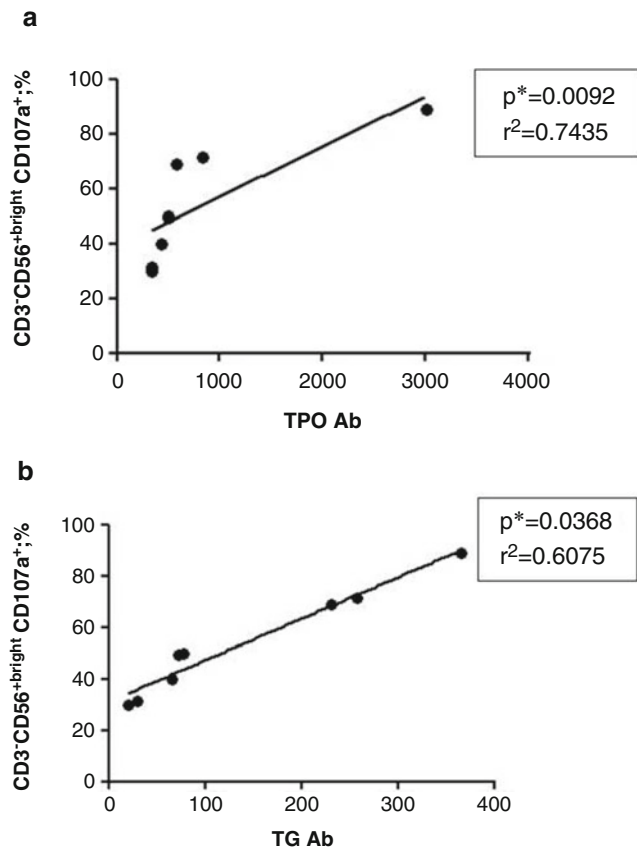 a
CD3⁻CD56⁺ᵇʳⁱᵍʰᵗ CD107a⁺;%
100
80
60
40
20
0
0 1000 2000 3000 4000
TPO Ab
p*=0.0092
r²=0.7435
b
CD3⁻CD56⁺ᵇʳⁱᵍʰᵗ CD107a⁺;%
100
80
60
40
20
0
0 100 200 300 400
TG Ab
p*=0.0368
r²=0.6075